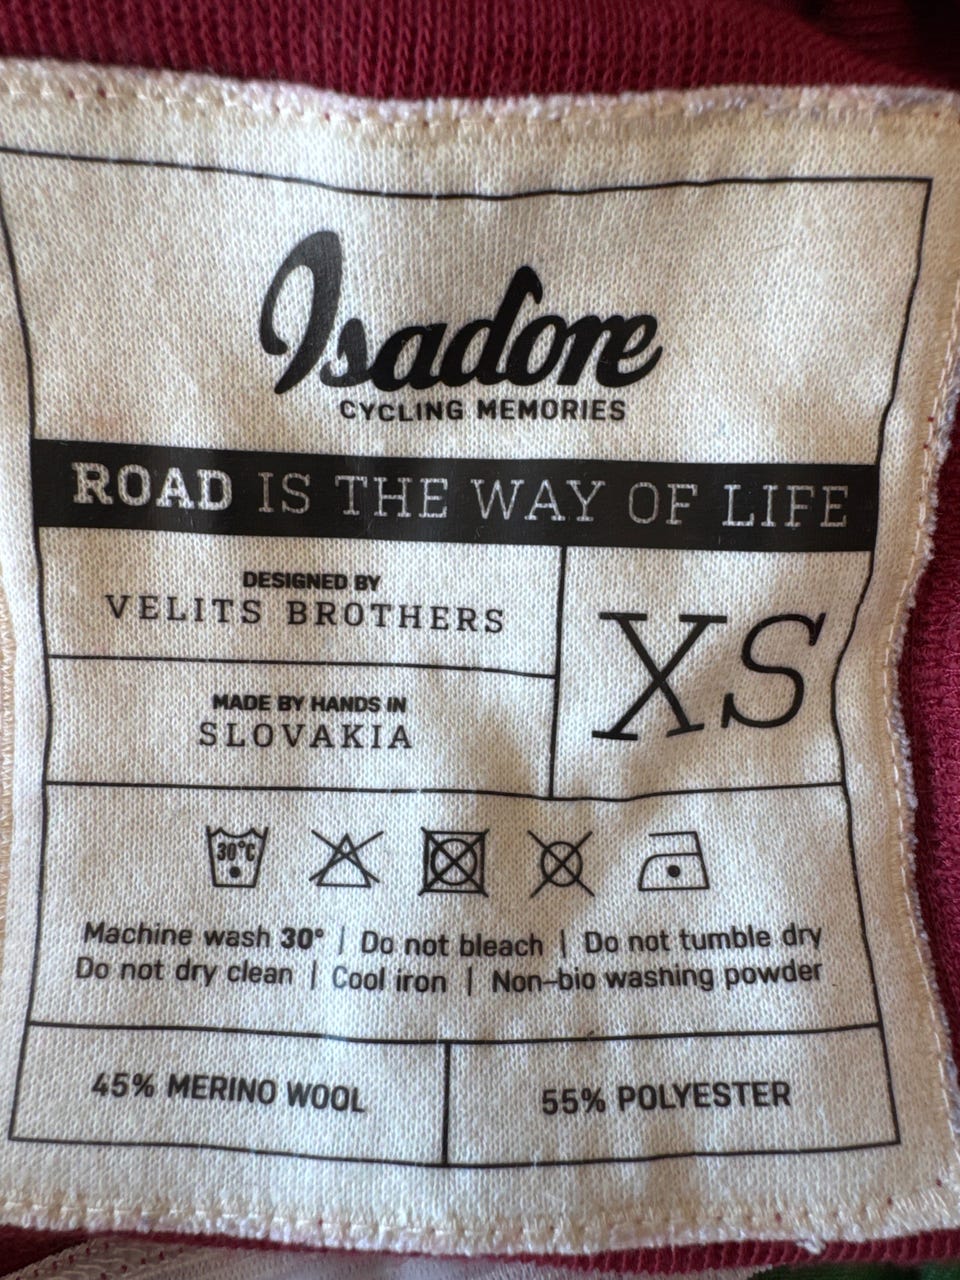 Isadore
CYCLING MEMORIES
ROAD IS THE WAY OF LIFE
DESIGNED BY
VELITS BROTHERS
XS
MADE BY HANDS IN
SLOVAKIA
30°C
Machine wash 30° | Do not bleach | Do not tumble dry
Do not dry clean | Cool iron | Non-bio washing powder
45% MERINO WOOL
55% POLYESTER